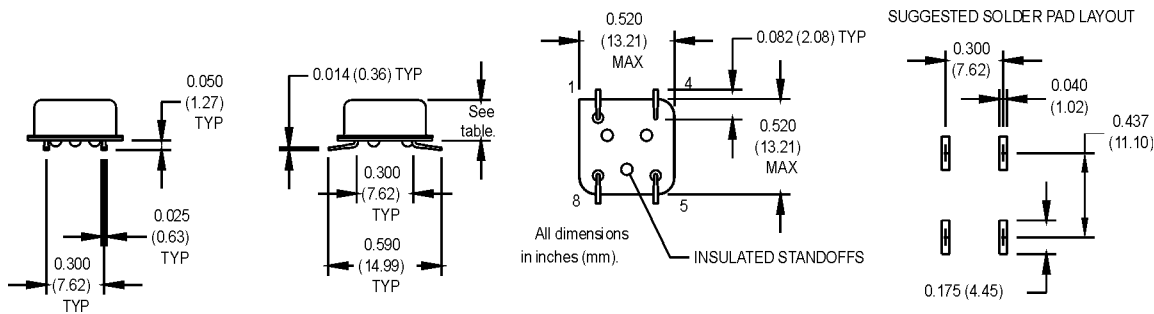 0.050
(1.27)
TYP
0.025
(0.63)
TYP
0.300
(7.62)
TYP
0.014 (0.36) TYP
See
table.
0.300
(7.62)
TYP
0.590
(14.99)
TYP
0.520
(13.21)
MAX
0.082 (2.08) TYP
1
4
0.520
(13.21)
MAX
8
5
All dimensions
in inches (mm).
INSULATED STANDOFFS
SUGGESTED SOLDER PAD LAYOUT
0.300
(7.62)
0.040
(1.02)
0.437
(11.10)
0.175 (4.45)